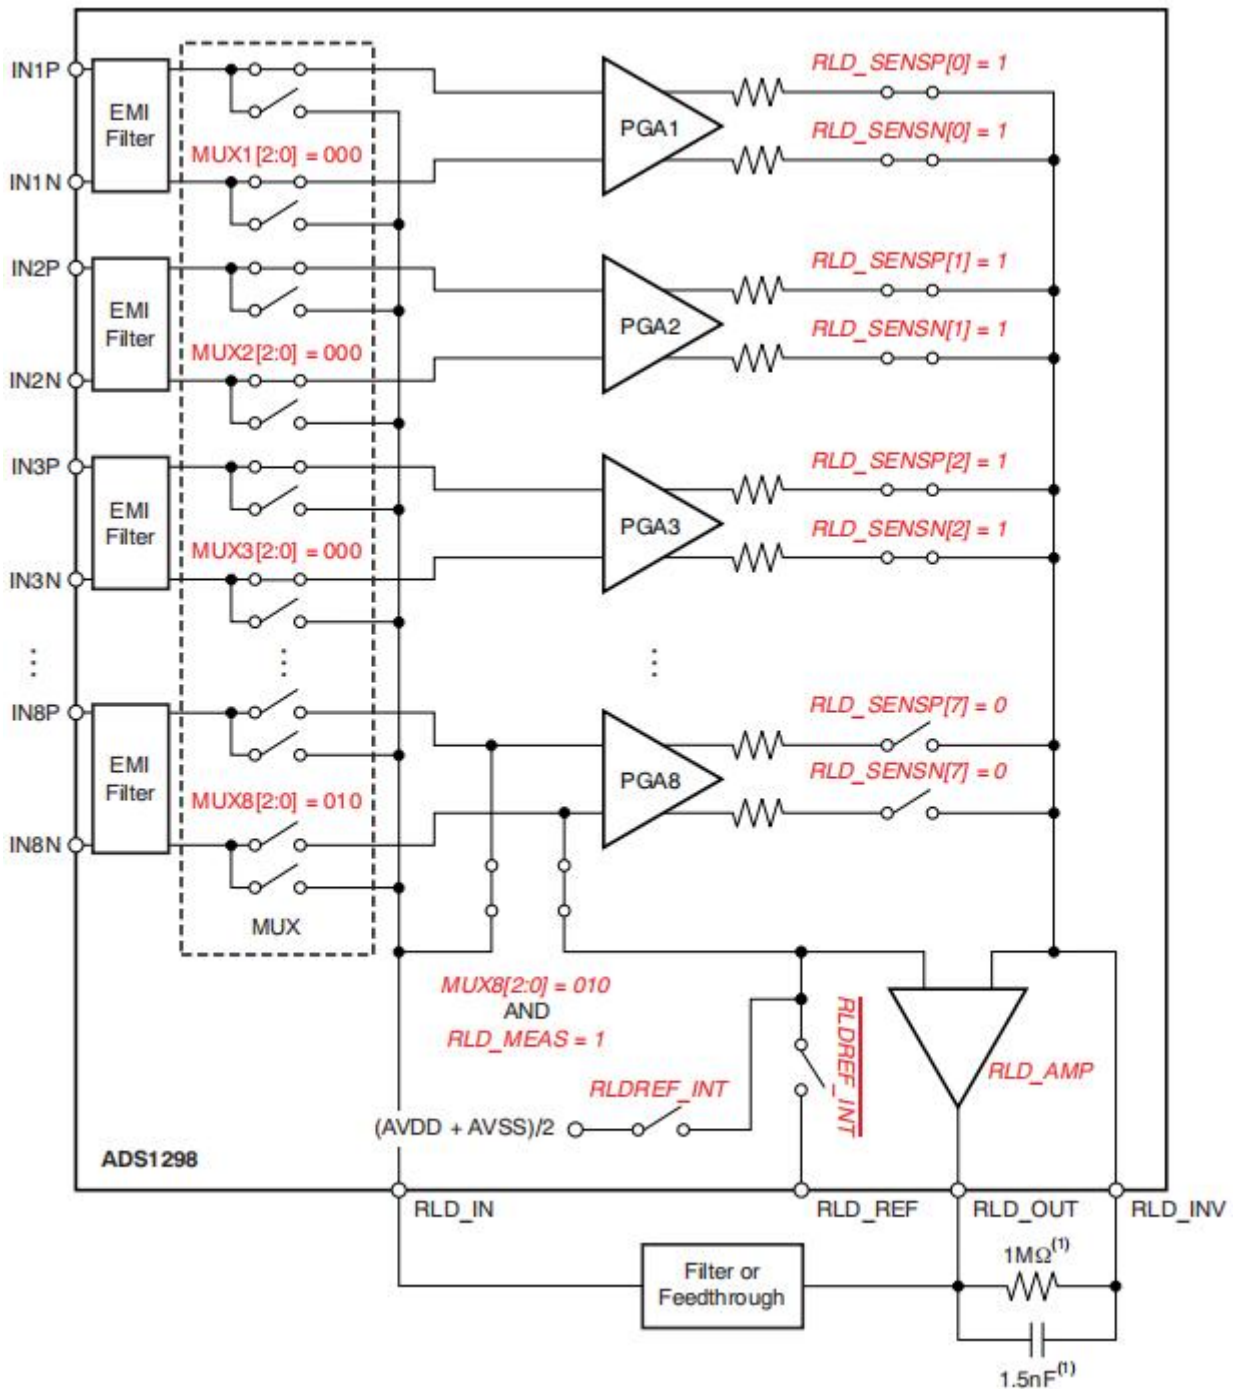 IN1P
EMI
Filter
MUX1[2:0] = 000
IN1N
PGA1
RLD_SENSP[0] = 1
RLD_SENSN[0] = 1
IN2P
EMI
Filter
MUX2[2:0] = 000
IN2N
PGA2
RLD_SENSP[1] = 1
RLD_SENSN[1] = 1
IN3P
EMI
Filter
MUX3[2:0] = 000
IN3N
PGA3
RLD_SENSP[2] = 1
RLD_SENSN[2] = 1
IN8P
EMI
Filter
MUX8[2:0] = 010
IN8N
MUX
PGA8
RLD_SENSP[7] = 0
RLD_SENSN[7] = 0
MUX8[2:0] = 010
AND
RLD_MEAS = 1
RLDREF_INT
RLDREF_INT
RLD_AMP
(AVDD + AVSS)/2
ADS1298
RLD_IN
RLD_REF
RLD_OUT
RLD_INV
Filter or
Feedthrough
1MΩ(1)
1.5nF(1)